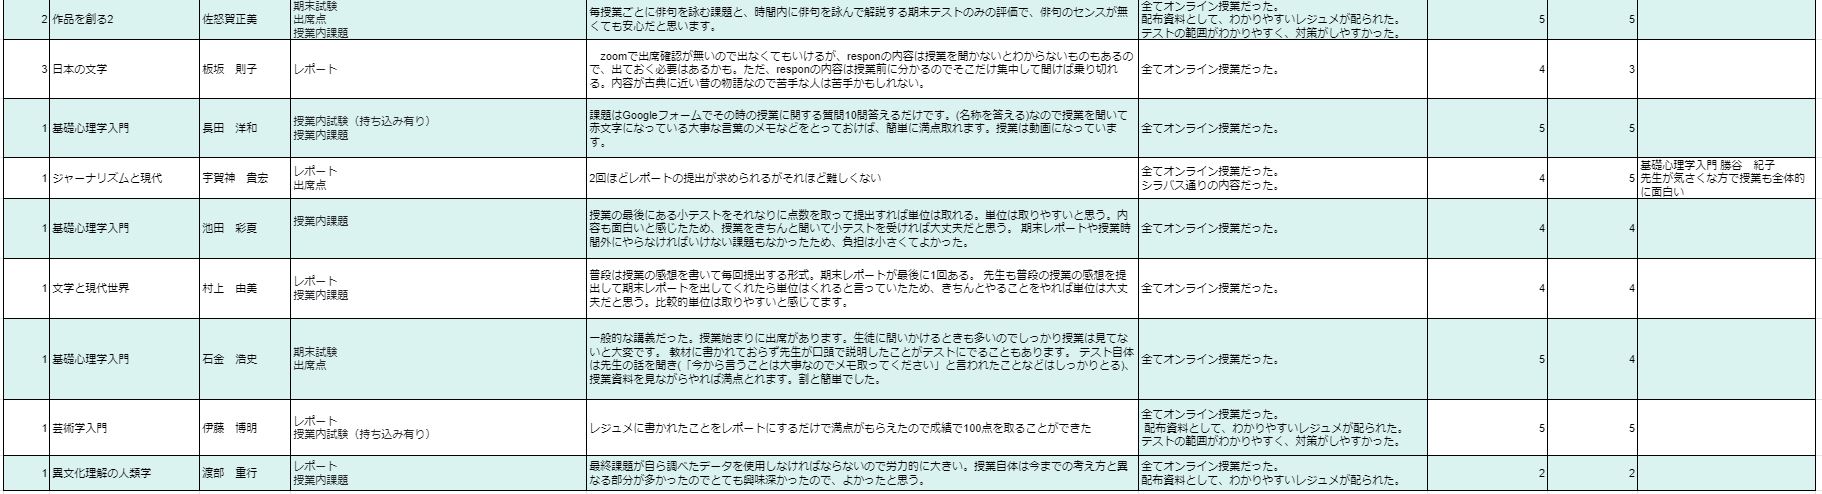 2 作品を創る2 佐怒賀正美 期末試験
出席点
授業内課題 毎授業ごとに俳句を詠む課題と、時間内に俳句を詠んで解説する期末テストのみの評価で、俳句のセンスが無
くても安心だと思います。 全てオンライン授業だった。
配布資料として、わかりやすいレジュメが配られた。
テストの範囲がわかりやすく、対策がしやすかった。 5 5
3 日本の文学 板坂　則子 レポート 　zoomで出席確認が無いので出なくてもいけるが、responの内容は授業を聞かないとわからないものもあるの
で、出ておく必要はあるかも。ただ、responの内容は授業前に分かるのでそこだけ集中して聞けば乗り切れ
る。内容が古典に近い昔の物語なので苦手な人は苦手かもしれない。 全てオンライン授業だった。 4 3
1 基礎心理学入門 長田　洋和 授業内試験（持ち込み有り）
授業内課題 課題はGoogleフォームでその時の授業に関する質問10問答えるだけです。(名称を答える)なので授業を聞いて
赤文字になっている大事な言葉のメモなどをとっておけば、簡単に満点取れます。授業は動画になっていま
す。 全てオンライン授業だった。 5 5
1 ジャーナリズムと現代 宇賀神　貴宏 レポート
出席点 2回ほどレポートの提出が求められるがそれほど難しくない 全てオンライン授業だった。
シラバス通りの内容だった。 4 5 基礎心理学入門 勝谷　紀子
先生が気さくな方で授業も全体的
に面白い
1 基礎心理学入門 池田　彩夏 授業内課題 授業の最後にある小テストをそれなりに点数を取って提出すれば単位は取れる。単位は取りやすいと思う。内
容も面白いと感じたため、授業をきちんと聞いて小テストを受ければ大丈夫だと思う。 期末レポートや授業時
間外にやらなければいけない課題もなかったため、負担は小さくてよかった。 全てオンライン授業だった。 4 4
1 文学と現代世界 村上　由美 レポート
授業内課題 普段は授業の感想を書いて毎回提出する形式。期末レポートが最後に1回ある。 先生も普段の授業の感想を提
出して期末レポートを出してくれたら単位はくれると言っていたため、きちんとやることをやれば単位は大丈
夫だと思う。比較的単位は取りやすいと感じてます。 全てオンライン授業だった。 4 4
1 基礎心理学入門 石金　浩史 期末試験
出席点 一般的な講義だった。授業始まりに出席があります。生徒に問いかけるときも多いのでしっかり授業は見てな
いと大変です。 教材に書かれておらず先生が口頭で説明したことがテストにでることもあります。 テスト自体
は先生の話を聞き(「今から言うことは大事なのでメモ取ってください」と言われたことなどはしっかりとる)、
授業資料を見ながらやれば満点とれます。割と簡単でした。 全てオンライン授業だった。 5 4
1 芸術学入門 伊藤　博明 レポート
授業内試験（持ち込み有り） レジュメに書かれたことをレポートにするだけで満点がもらえたので成績で100点を取ることができた 全てオンライン授業だった。
配布資料として、わかりやすいレジュメが配られた。
テストの範囲がわかりやすく、対策がしやすかった。 5 5
1 異文化理解の人類学 渡部　重行 レポート
授業内課題 最終課題が自ら調べたデータを使用しなければならないので労力的に大きい。授業自体は今までの考え方と異
なる部分が多かったのでとても興味深かったので、よかったと思う。 全てオンライン授業だった。
配布資料として、わかりやすいレジュメが配られた。 2 2